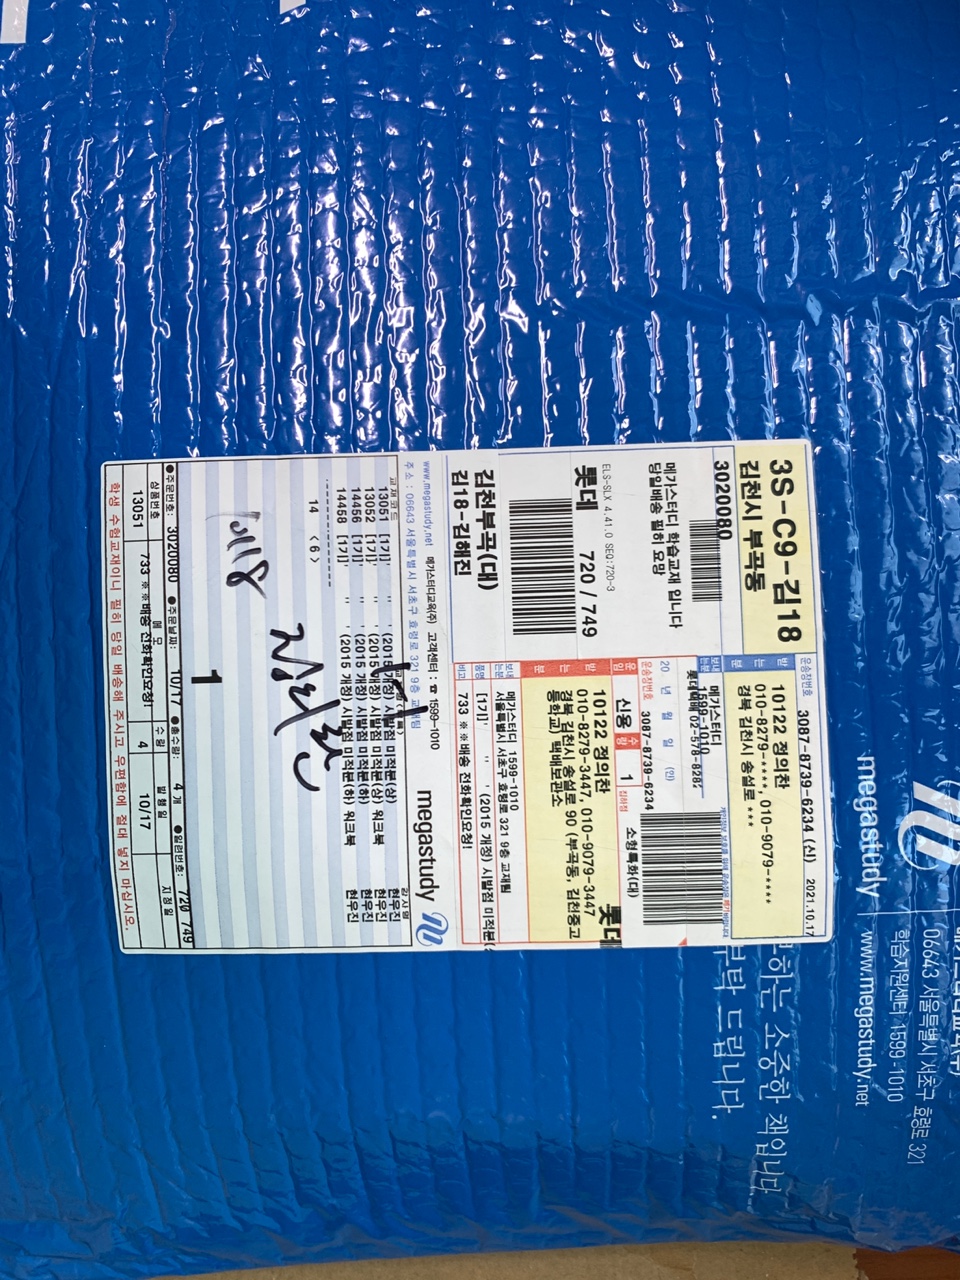 메가스터디교육(주)
06643 서울특별시 서초구 효령로 321
학습지원센터 1599-1010
megastudy
www.megastudy.net
하는 소중한 책입니다.
부탁 드립니다.
3S-C9-김18
김천시 부곡동
3020080
메가스터디 학습교재 입니다
당일배송 필히 요망
ELS-SLX 4.41.0 SEQ:720-3
롯데 720 / 749
김천부곡(대)
김18-김해진
운송장번호 3087-8739-6234 (신) 2021.10.17
받는분
10122 정의찬
010-8279-****, 010-9079-****
경북 김천시 송설로 ***
보내는분
메가스터디
1599-1010
롯데택배 02-578-828
개인정보 보호를 위해 운송장은 폐기바랍니다.
20 년 월 일 (인)
운송장번호 3087-8739-6234
소형특화(대)
운임 신용 수량 1 집하점
롯데
받는분
10122 정의찬
010-8279-3447, 010-9079-3447
경북 김천시 송설로 90 (부곡동, 김천중고
등학교) 택배보관소
보내는분
메가스터디 1599-1010
서울특별시 서초구 효령로 321 9층 교재팀
품명 [1기]' '' ' (2015 개정) 시발점 미적분(
비고 733 ※※배송 전화확인요청!
www.megastudy.net 메가스터디교육(주) 고객센터 : ☎ 1599-1010
주소 : 06643 서울특별시 서초구 효령로 321 9층 교재팀
megastudy
교재코드 강사명
13051 [1기]' '' ' (2015 개정) 시발점 미적분(상) 현우진
13052 [1기]' '' ' (2015 개정) 시발점 미적분(상) 워크북 현우진
14456 [1기]' '' ' (2015 개정) 시발점 미적분(하) 현우진
14458 [1기]' '' ' (2015 개정) 시발점 미적분(하) 워크북 현우진
14 <6>
1
●주문번호: 3020080 ●주문날짜: 10/17 ●총수량: 4 개 ●일련번호: 720 749
상품번호 메 모 수 량 발 행 일 지 정 일
13051 733 ※※배송 전화확인요청! 4 10/17
학생 수험교재이니 필히 당일 배송해 주시고 우편함에 절대 넣지 마십시오.